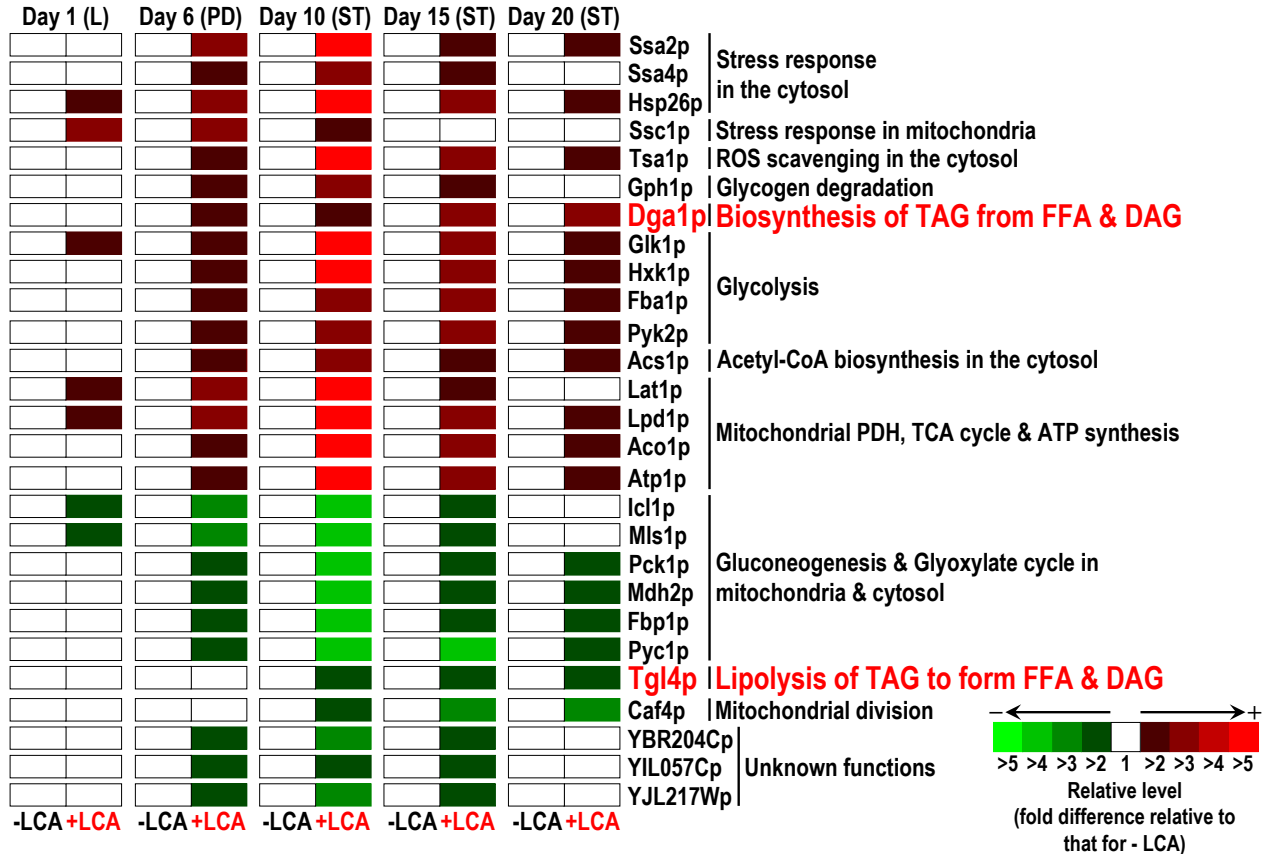 Day 1 (L) Day 6 (PD) Day 10 (ST) Day 15 (ST) Day 20 (ST)
Ssa2p
Ssa4p
Hsp26p
Stress response
in the cytosol
Ssc1p Stress response in mitochondria
Tsa1p ROS scavenging in the cytosol
Gph1p Glycogen degradation
Dga1p Biosynthesis of TAG from FFA & DAG
Glk1p
Hxk1p
Fba1p
Pyk2p
Glycolysis
Acs1p Acetyl-CoA biosynthesis in the cytosol
Lat1p
Lpd1p
Aco1p
Atp1p
Mitochondrial PDH, TCA cycle & ATP synthesis
Icl1p
Mls1p
Pck1p
Mdh2p
Fbp1p
Pyc1p
Gluconeogenesis & Glyoxylate cycle in
mitochondria & cytosol
Tgl4p Lipolysis of TAG to form FFA & DAG
Caf4p Mitochondrial division
YBR204Cp
YIL057Cp
YJL217Wp
Unknown functions
-LCA +LCA -LCA +LCA -LCA +LCA -LCA +LCA -LCA +LCA
− +
>5 >4 >3 >2 1 >2 >3 >4 >5
Relative level
(fold difference relative to
that for - LCA)